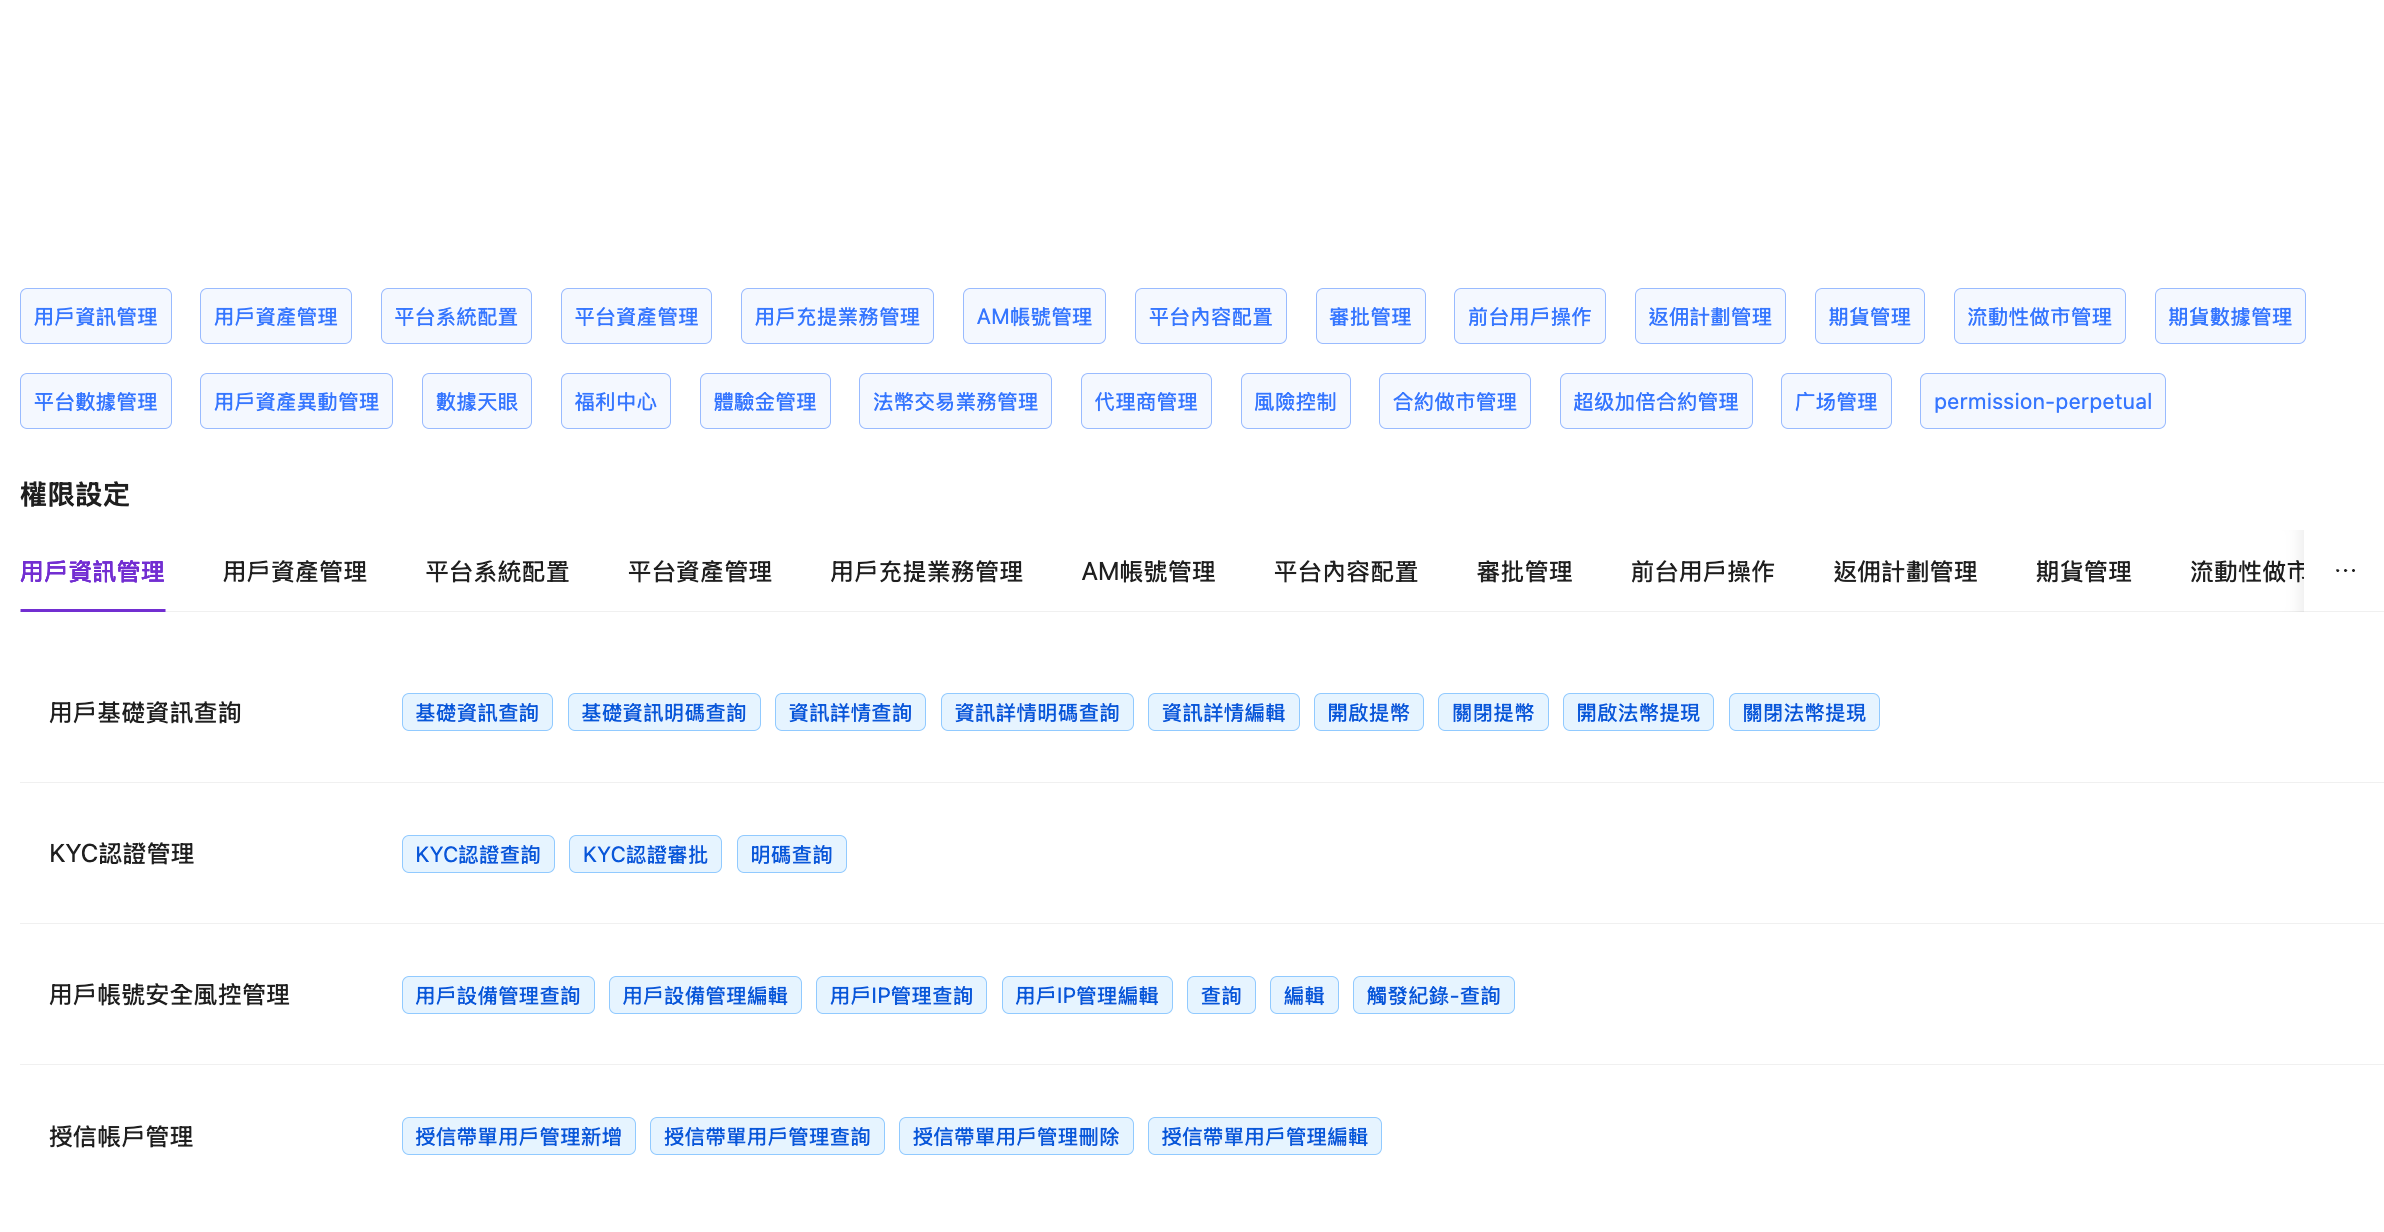 用戶資訊管理 用戶資產管理 平台系統配置 平台資產管理 用戶充提業務管理 AM帳號管理 平台內容配置 審批管理 前台用戶操作 返佣計劃管理 期貨管理 流動性做市管理 期貨數據管理
平台數據管理 用戶資產異動管理 數據天眼 福利中心 體驗金管理 法幣交易業務管理 代理商管理 風險控制 合約做市管理 超级加倍合約管理 广场管理 permission-perpetual
權限設定
用戶資訊管理 用戶資產管理 平台系統配置 平台資產管理 用戶充提業務管理 AM帳號管理 平台內容配置 審批管理 前台用戶操作 返佣計劃管理 期貨管理 流動性做市 ···
用戶基礎資訊查詢 基礎資訊查詢 基礎資訊明碼查詢 資訊詳情查詢 資訊詳情明碼查詢 資訊詳情編輯 開啟提幣 關閉提幣 開啟法幣提現 關閉法幣提現
KYC認證管理 KYC認證查詢 KYC認證審批 明碼查詢
用戶帳號安全風控管理 用戶設備管理查詢 用戶設備管理編輯 用戶IP管理查詢 用戶IP管理編輯 查詢 編輯 觸發紀錄-查詢
授信帳戶管理 授信帶單用戶管理新增 授信帶單用戶管理查詢 授信帶單用戶管理刪除 授信帶單用戶管理編輯